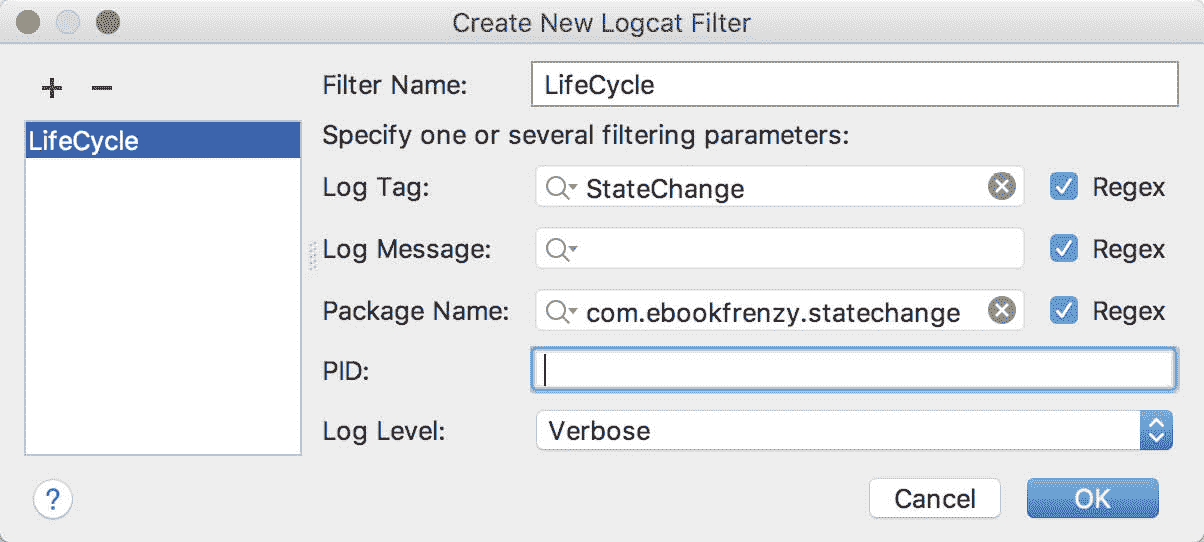 Create New Logcat Filter
Filter Name: LifeCycle
LifeCycle
Specify one or several filtering parameters:
Log Tag: StateChange Regex
Log Message: Regex
Package Name: com.ebookfrenzy.statechange Regex
PID:
Log Level: Verbose
? Cancel OK